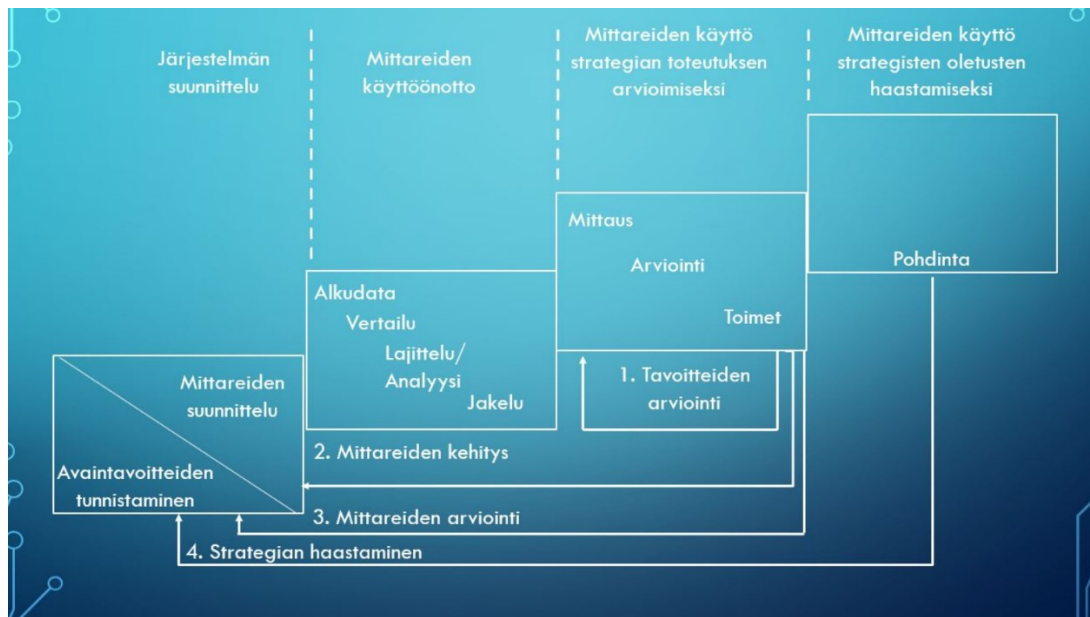 Järjestelmän
suunnittelu
Mittareiden
käyttöönotto
Mittareiden käyttö
strategian toteutuksen
arvioimiseksi
Mittareiden käyttö
strategisten oletusten
haastamiseksi
Mittareiden
suunnittelu
Avaintavoitteiden
tunnistaminen
Alkudata
Vertailu
Lajittelu/
Analyysi
Jakelu
Mittaus
Arviointi
Toimet
Pohdinta
1. Tavoitteiden
arviointi
2. Mittareiden kehitys
3. Mittareiden arviointi
4. Strategian haastaminen